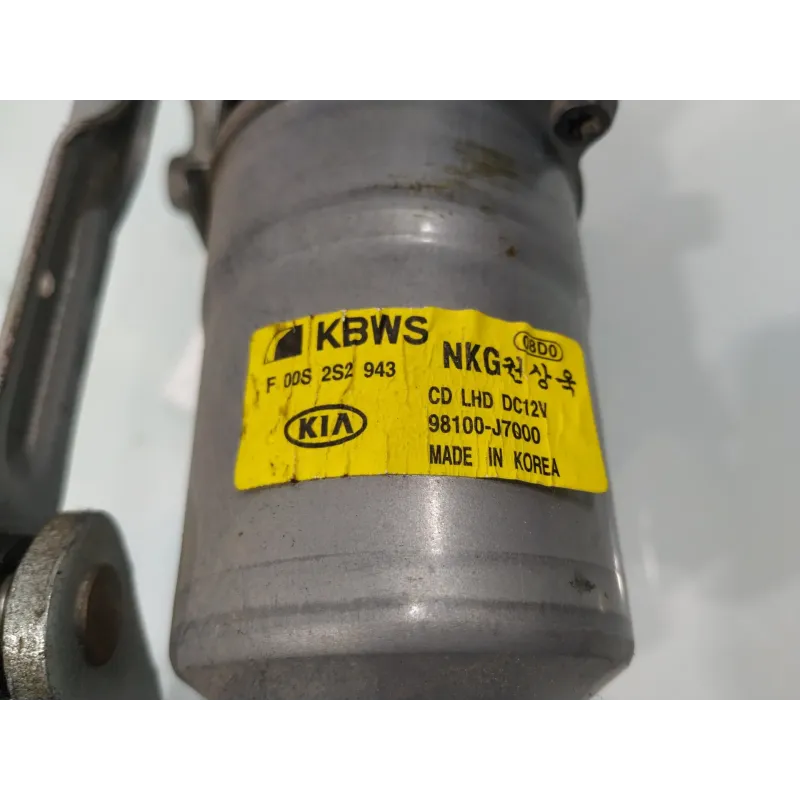 KBWS
F 00S 2S2 943
KIA
08D0
NKG권상옥
CD LHD DC12V
98100-J7000
MADE IN KOREA